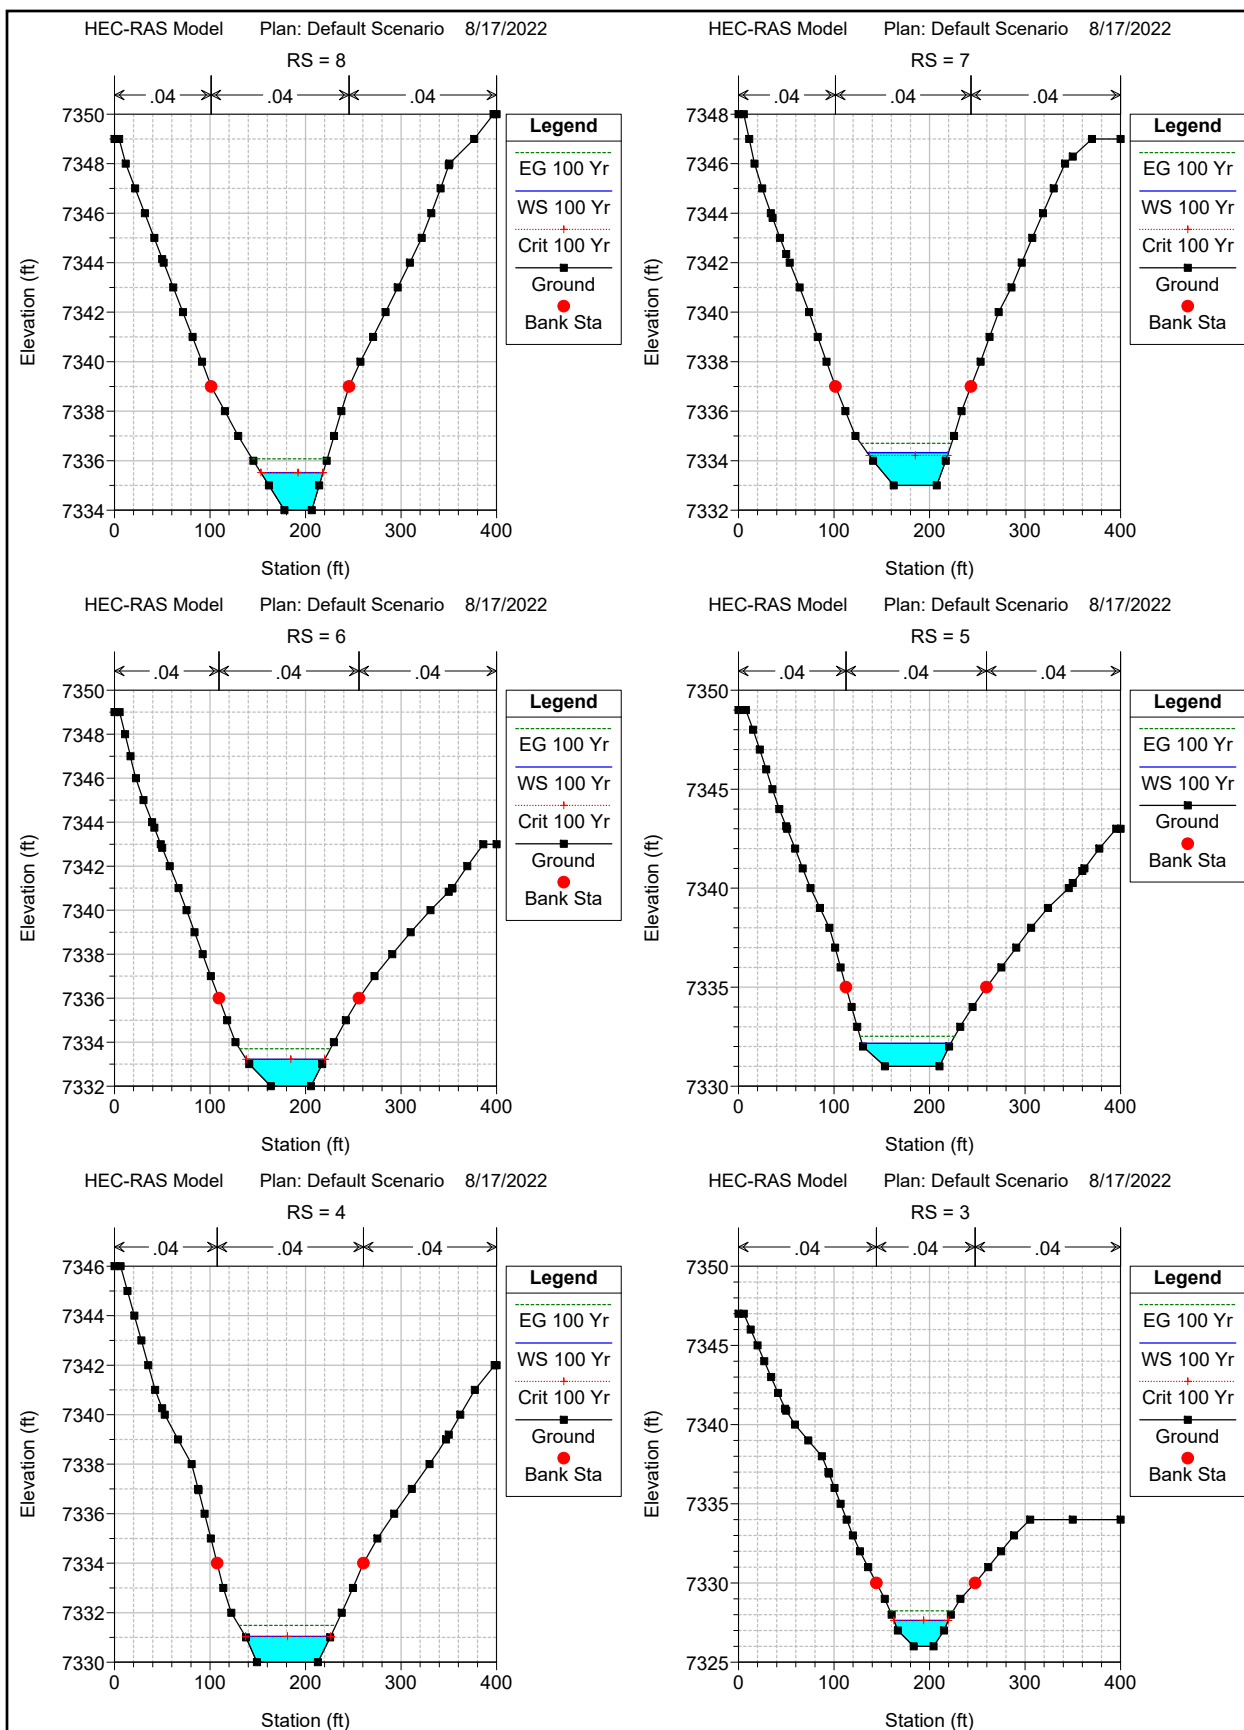 HEC-RAS Model Plan: Default Scenario 8/17/2022
RS = 8
.04 .04 .04
7350
7348
7346
7344
7342
7340
7338
7336
7334
0 100 200 300 400
Station (ft)
Elevation (ft)
Legend
EG 100 Yr
WS 100 Yr
Crit 100 Yr
Ground
Bank Sta
HEC-RAS Model Plan: Default Scenario 8/17/2022
RS = 7
.04 .04 .04
7348
7346
7344
7342
7340
7338
7336
7334
7332
0 100 200 300 400
Station (ft)
Elevation (ft)
Legend
EG 100 Yr
WS 100 Yr
Crit 100 Yr
Ground
Bank Sta
HEC-RAS Model Plan: Default Scenario 8/17/2022
RS = 6
.04 .04 .04
7350
7348
7346
7344
7342
7340
7338
7336
7334
7332
0 100 200 300 400
Station (ft)
Elevation (ft)
Legend
EG 100 Yr
WS 100 Yr
Crit 100 Yr
Ground
Bank Sta
HEC-RAS Model Plan: Default Scenario 8/17/2022
RS = 5
.04 .04 .04
7350
7345
7340
7335
7330
0 100 200 300 400
Station (ft)
Elevation (ft)
Legend
EG 100 Yr
WS 100 Yr
Ground
Bank Sta
HEC-RAS Model Plan: Default Scenario 8/17/2022
RS = 4
.04 .04 .04
7346
7344
7342
7340
7338
7336
7334
7332
7330
0 100 200 300 400
Station (ft)
Elevation (ft)
Legend
EG 100 Yr
WS 100 Yr
Crit 100 Yr
Ground
Bank Sta
HEC-RAS Model Plan: Default Scenario 8/17/2022
RS = 3
.04 .04 .04
7350
7345
7340
7335
7330
7325
0 100 200 300 400
Station (ft)
Elevation (ft)
Legend
EG 100 Yr
WS 100 Yr
Crit 100 Yr
Ground
Bank Sta